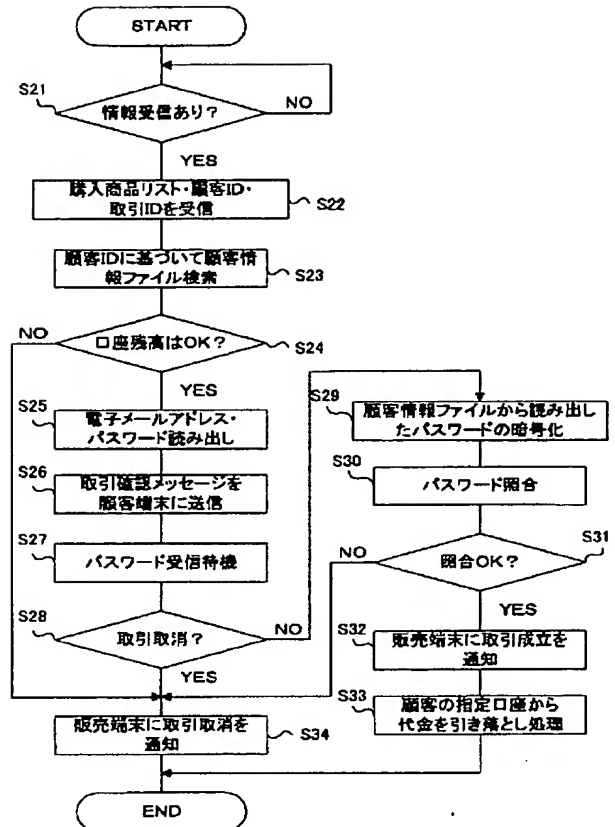 START
S21
情報受信あり？
NO
YES
購入商品リスト・顧客ID・
取引IDを受信
S22
顧客IDに基づいて顧客情
報ファイル検索
S23
NO
口座残高はOK？
S24
YES
S25
電子メールアドレス・
パスワード読み出し
S26
取引確認メッセージを
顧客端末に送信
S27
パスワード受信待機
S28
取引取消？
NO
YES
S29
顧客情報ファイルから読み出し
たパスワードの暗号化
S30
パスワード照合
NO
照合OK？
S31
YES
S32
販売端末に取引成立を
通知
S33
顧客の指定口座から
代金を引き落とし処理
販売端末に取引取消を
通知
S34
END